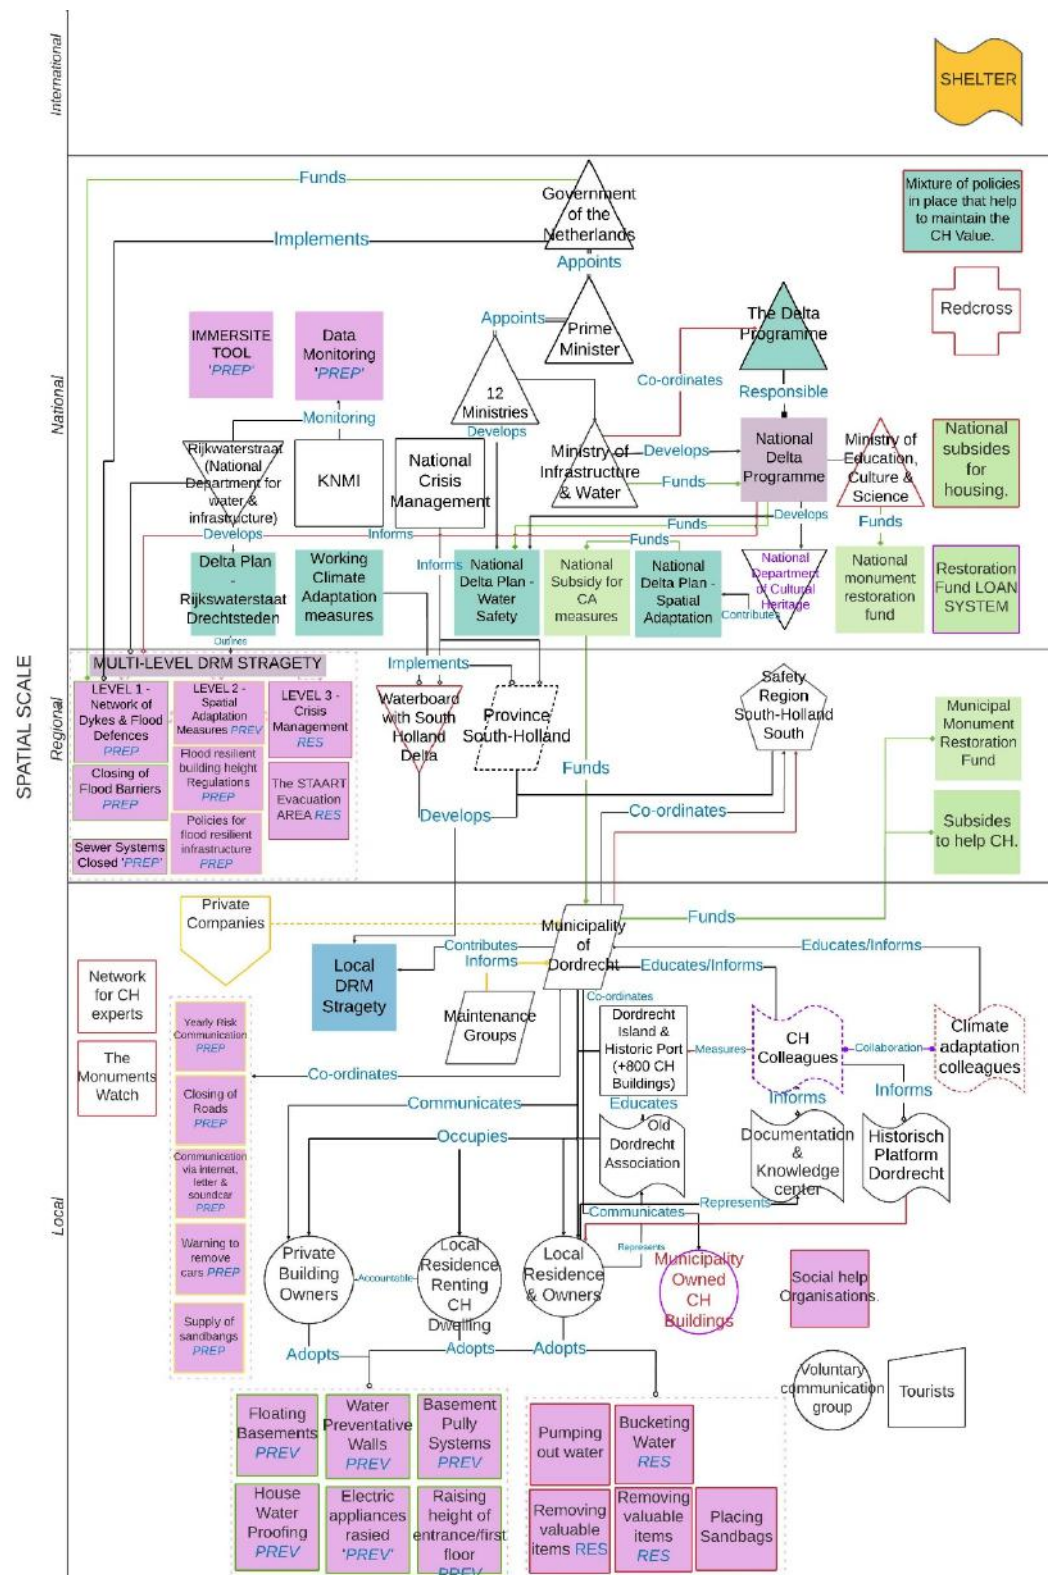 International
SHELTER
Funds
Government
of the
Netherlands
Mixture of policies
in place that help
to maintain the
CH Value.
Implements
Appoints
Redcross
The Delta
Programme
Appoints
Prime
Minister
IMMERSITE
TOOL
'PREP'
Data
Monitoring
'PREP'
Co-ordinates
Responsible
National
12
Ministries
Develops
Monitoring
Rijkwaterstaat
(National
Department for
water &
infrastructure)
KNMI
National
Crisis
Management
Ministry of
Infrastructure
& Water
Develops
Funds
National
Delta
Programme
Ministry of
Education,
Culture &
Science
National
subsides
for
housing.
Develops
Informs
Funds
Develops
Funds
Funds
Delta Plan
-
Rijkswaterstaat
Drechtsteden
Working
Climate
Adaptation
measures
Informs
National
Delta Plan -
Water
Safety
National
Subsidy for
CA
measures
National
Delta Plan -
Spatial
Adaptation
Contributes
National
Department
of Cultural
Heritage
National
monument
restoration
fund
Restoration
Fund LOAN
SYSTEM
Outlines
SPATIAL SCALE
Regional
MULTI-LEVEL DRM STRAGETY
LEVEL 1 -
Network of
Dykes & Flood
Defences
PREP
LEVEL 2 -
Spatial
Adaptation
Measures PREV
LEVEL 3 -
Crisis
Management
RES
Closing of
Flood Barriers
PREP
Flood resilient
building height
Regulations
PREP
The STAART
Evacuation
AREA RES
Sewer Systems
Closed 'PREP'
Policies for
flood resilient
infrastructure
PREP
Implements
Waterboard
with South
Holland
Delta
Province
South-Holland
Safety
Region
South-Holland
South
Municipal
Monument
Restoration
Fund
Funds
Develops
Co-ordinates
Subsides
to help CH.
Private
Companies
Municipality
of
Dordrecht
Funds
Contributes
Informs
Educates/Informs
Educates/Informs
Local
DRM
Stragety
Network
for CH
experts
Maintenance
Groups
Co-ordinates
Dordrecht
Island &
Historic Port
(+800 CH
Buildings)
Measures
CH
Colleagues
Collaboration
Climate
adaptation
colleagues
The
Monuments
Watch
Yearly Risk
Communication
PREP
Co-ordinates
Closing of
Roads
PREP
Communicates
Educates
Informs
Informs
Occupies
Old
Dordrecht
Association
Documentation
&
Knowledge
center
Historisch
Platform
Dordrecht
Communication
via internet,
letter &
soundcar
PREP
Local
Represents
Communicates
Warning to
remove
cars PREP
Private
Building
Owners
Accountable
Local
Residence
Renting
CH
Dwelling
Local
Residence
& Owners
Represents
Municipality
Owned
CH
Buildings
Social help
Organisations.
Supply of
sandbangs
PREP
Adopts
Adopts
Adopts
Voluntary
communication
group
Tourists
Floating
Basements
PREV
Water
Preventative
Walls
PREV
Basement
Pully
Systems
PREV
Pumping
out water
Bucketing
Water
RES
House
Water
Proofing
PREV
Electric
appliances
rasied
'PREV'
Raising
height of
entrance/first
floor
PREV
Removing
valuable
items RES
Removing
valuable
items
RES
Placing
Sandbags